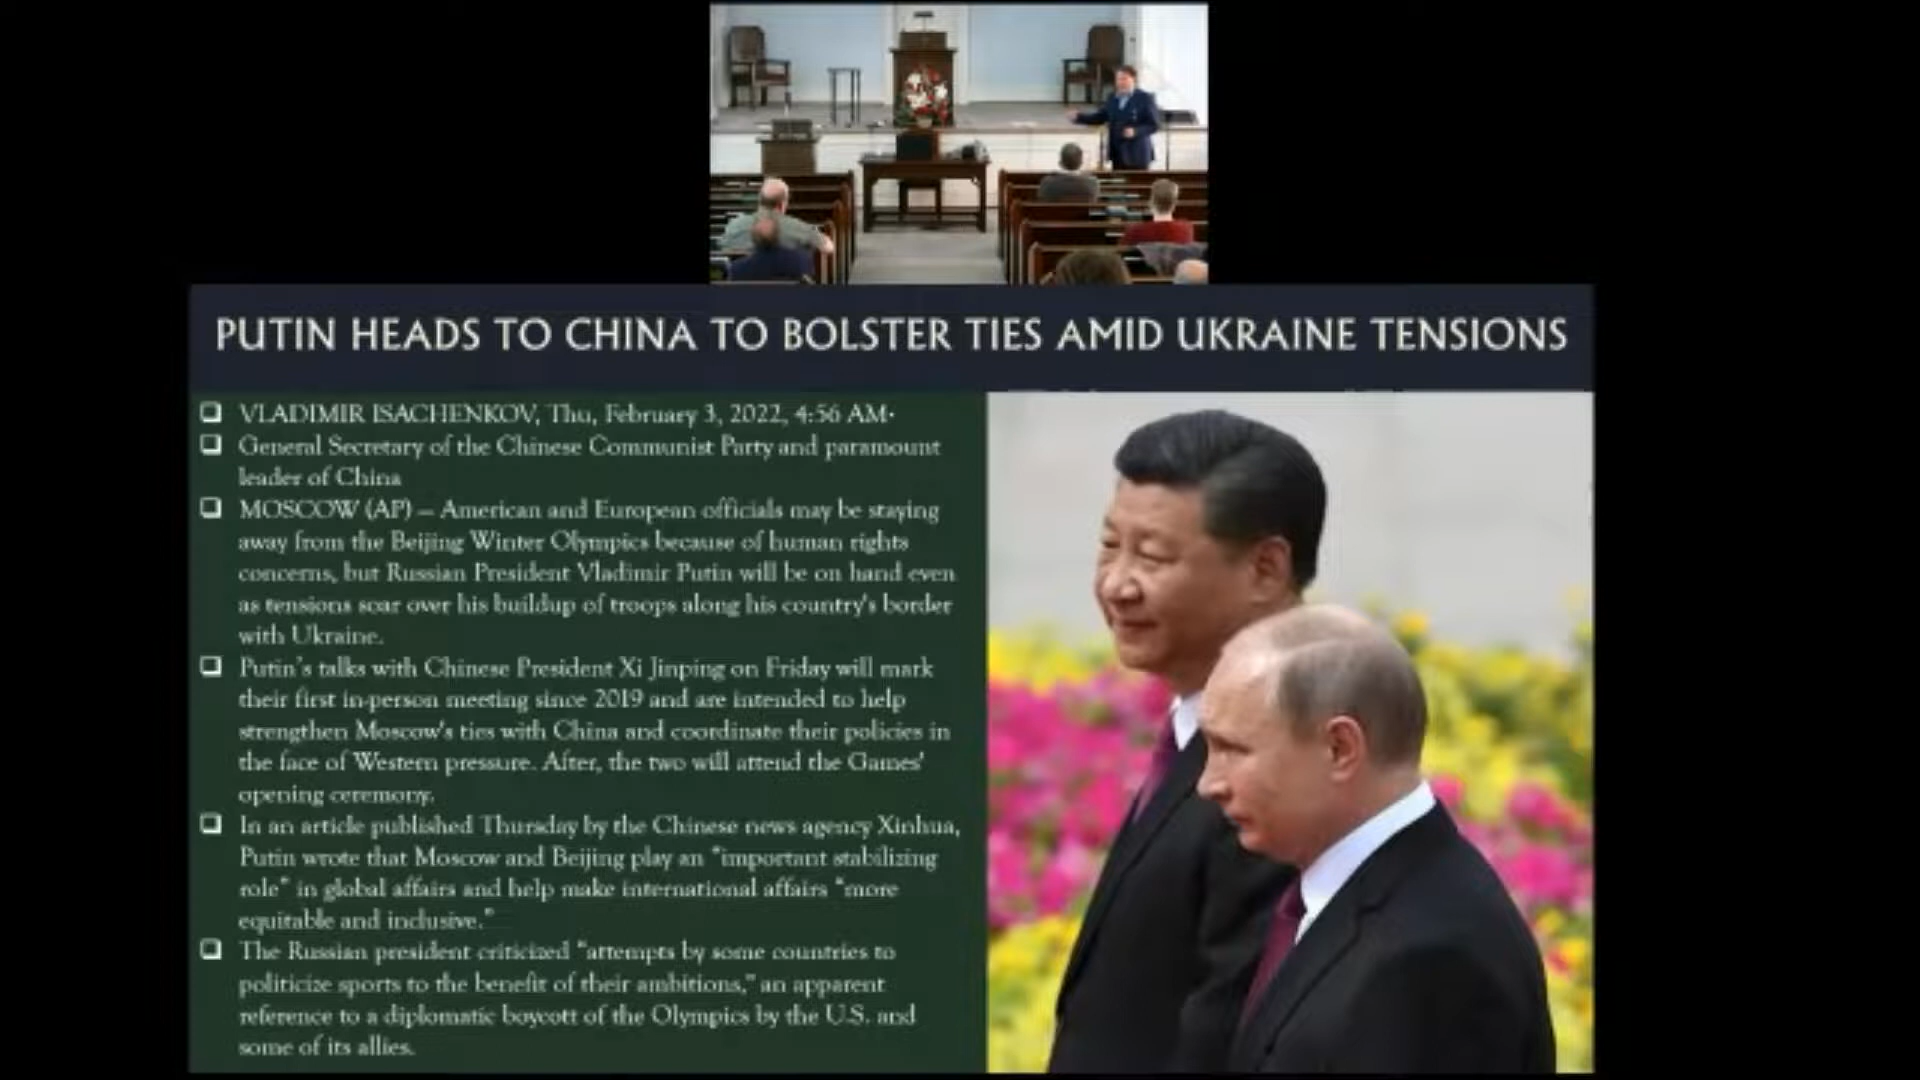 PUTIN HEADS TO CHINA TO BOLSTER TIES AMID UKRAINE TENSIONS
❑ VLADIMIR ISACHENKOV, Thu, February 3, 2022, 4:56 AM·
❑ General Secretary of the Chinese Communist Party and paramount
leader of China
❑ MOSCOW (AP) – American and European officials may be staying
away from the Beijing Winter Olympics because of human rights
concerns, but Russian President Vladimir Putin will be on hand even
as tensions soar over his buildup of troops along his country's border
with Ukraine.
❑ Putin's talks with Chinese President Xi Jinping on Friday will mark
their first in-person meeting since 2019 and are intended to help
strengthen Moscow's ties with China and coordinate their policies in
the face of Western pressure. After, the two will attend the Games'
opening ceremony.
❑ In an article published Thursday by the Chinese news agency Xinhua,
Putin wrote that Moscow and Beijing play an "important stabilizing
role" in global affairs and help make international affairs "more
equitable and inclusive."
❑ The Russian president criticized "attempts by some countries to
politicize sports to the benefit of their ambitions," an apparent
reference to a diplomatic boycott of the Olympics by the U.S. and
some of its allies.